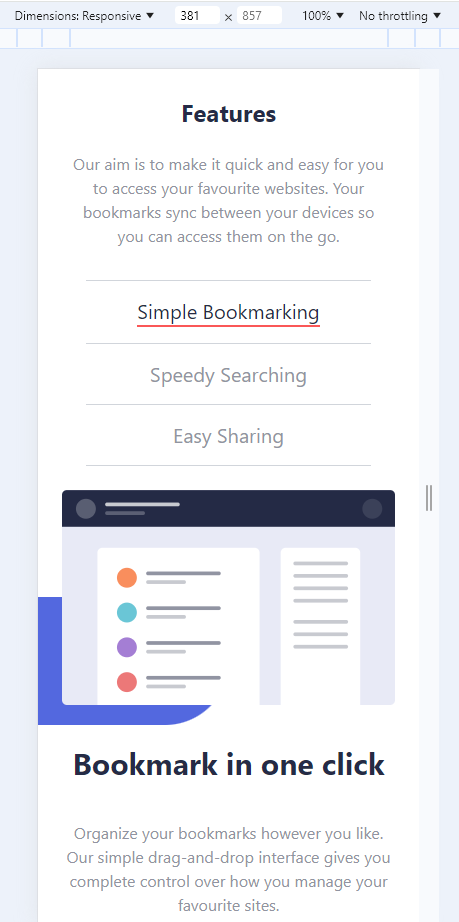 Dimensions: Responsive ▼ 381 × 857 100% ▼ No throttling ▼
Features
Our aim is to make it quick and easy for you
to access your favourite websites. Your
bookmarks sync between your devices so
you can access them on the go.
Simple Bookmarking
Speedy Searching
Easy Sharing
Bookmark in one click
Organize your bookmarks however you like.
Our simple drag-and-drop interface gives you
complete control over how you manage your
favourite sites.